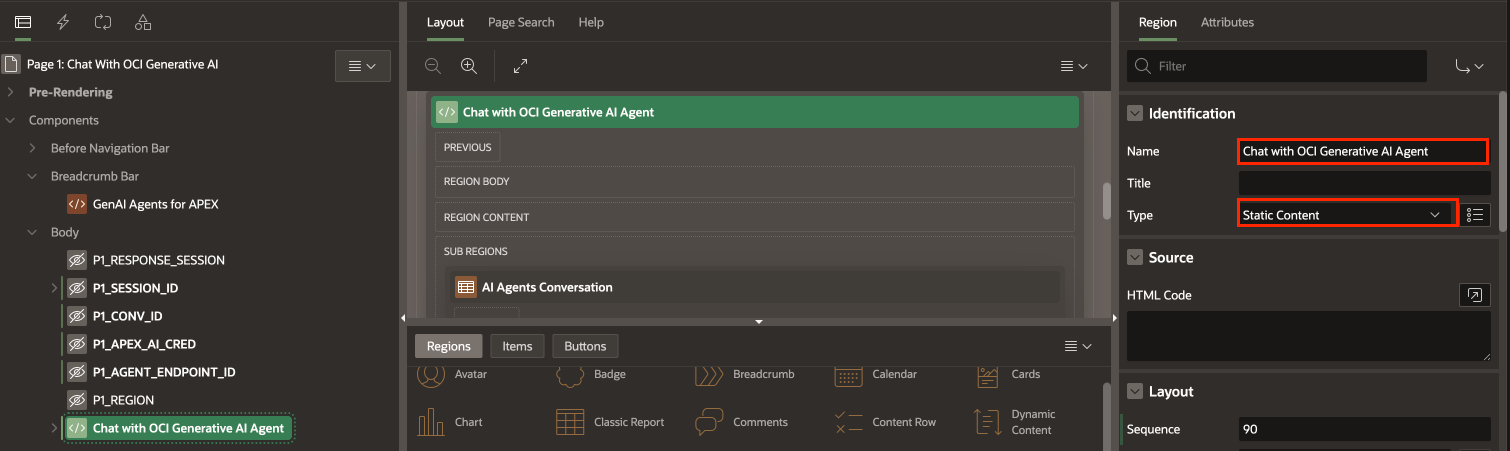 Page 1: Chat With OCI Generative AI
Pre-Rendering
Components
Before Navigation Bar
Breadcrumb Bar
</> GenAI Agents for APEX
Body
P1_RESPONSE_SESSION
P1_SESSION_ID
P1_CONV_ID
P1_APEX_AI_CRED
P1_AGENT_ENDPOINT_ID
P1_REGION
</> Chat with OCI Generative AI Agent
Layout Page Search Help
</> Chat with OCI Generative AI Agent
PREVIOUS
REGION BODY
REGION CONTENT
SUB REGIONS
AI Agents Conversation
Regions Items Buttons
Avatar Badge Breadcrumb Calendar Cards
Chart Classic Report Comments Content Row Dynamic
Content
Region Attributes
Filter
Identification
Name Chat with OCI Generative AI Agent
Title
Type Static Content
Source
HTML Code
Layout
Sequence 90